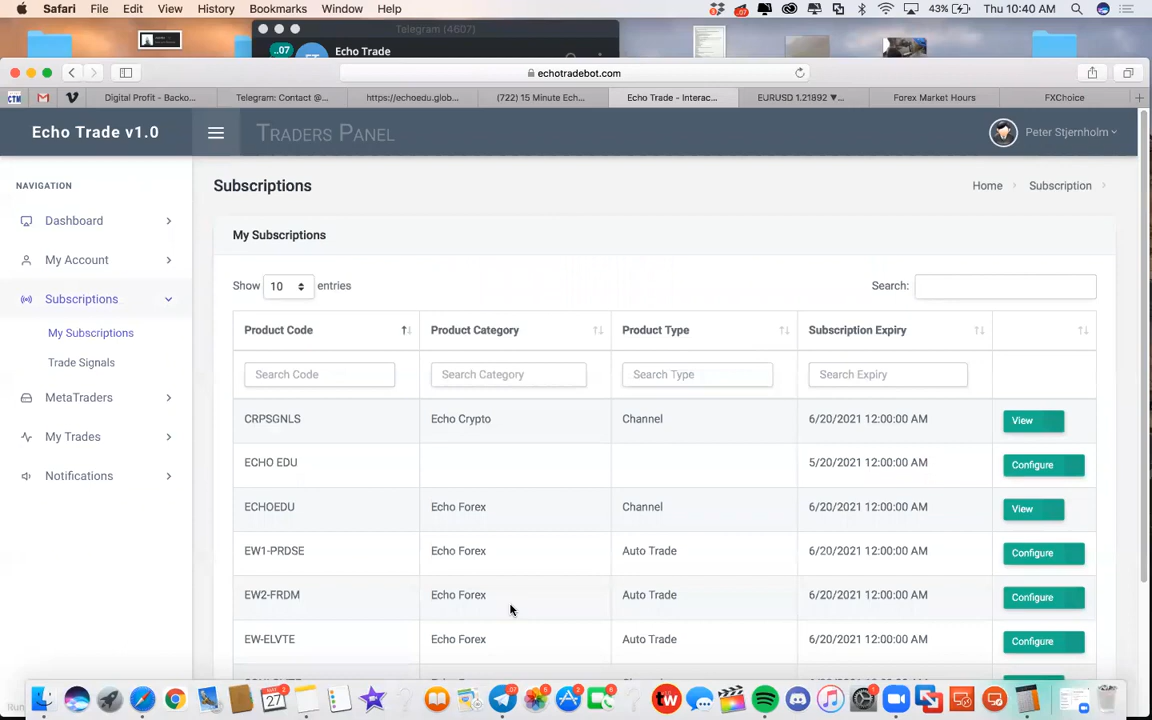 Safari File Edit View History Bookmarks Window Help 43% Thu 10:40 AM
Telegram (4607)
..07 ET Echo Trade
echotradebot.com
CTM Digital Profit - Backo... Telegram: Contact @... https://echoedu.glob... (722) 15 Minute Ech... Echo Trade - Interac... EURUSD 1.21892 ▼... Forex Market Hours FXChoice
Echo Trade v1.0 TRADERS PANEL Peter Stjernholm
NAVIGATION
Subscriptions Home Subscription
Dashboard
My Account
Subscriptions
My Subscriptions
Trade Signals
MetaTraders
My Trades
Notifications
My Subscriptions
Show 10 entries Search:
Product Code Product Category Product Type Subscription Expiry
Search Code Search Category Search Type Search Expiry
CRPSGNLS Echo Crypto Channel 6/20/2021 12:00:00 AM View
ECHO EDU 5/20/2021 12:00:00 AM Configure
ECHOEDU Echo Forex Channel 6/20/2021 12:00:00 AM View
EW1-PRDSE Echo Forex Auto Trade 6/20/2021 12:00:00 AM Configure
EW2-FRDM Echo Forex Auto Trade 6/20/2021 12:00:00 AM Configure
EW-ELVTE Echo Forex Auto Trade 6/20/2021 12:00:00 AM Configure